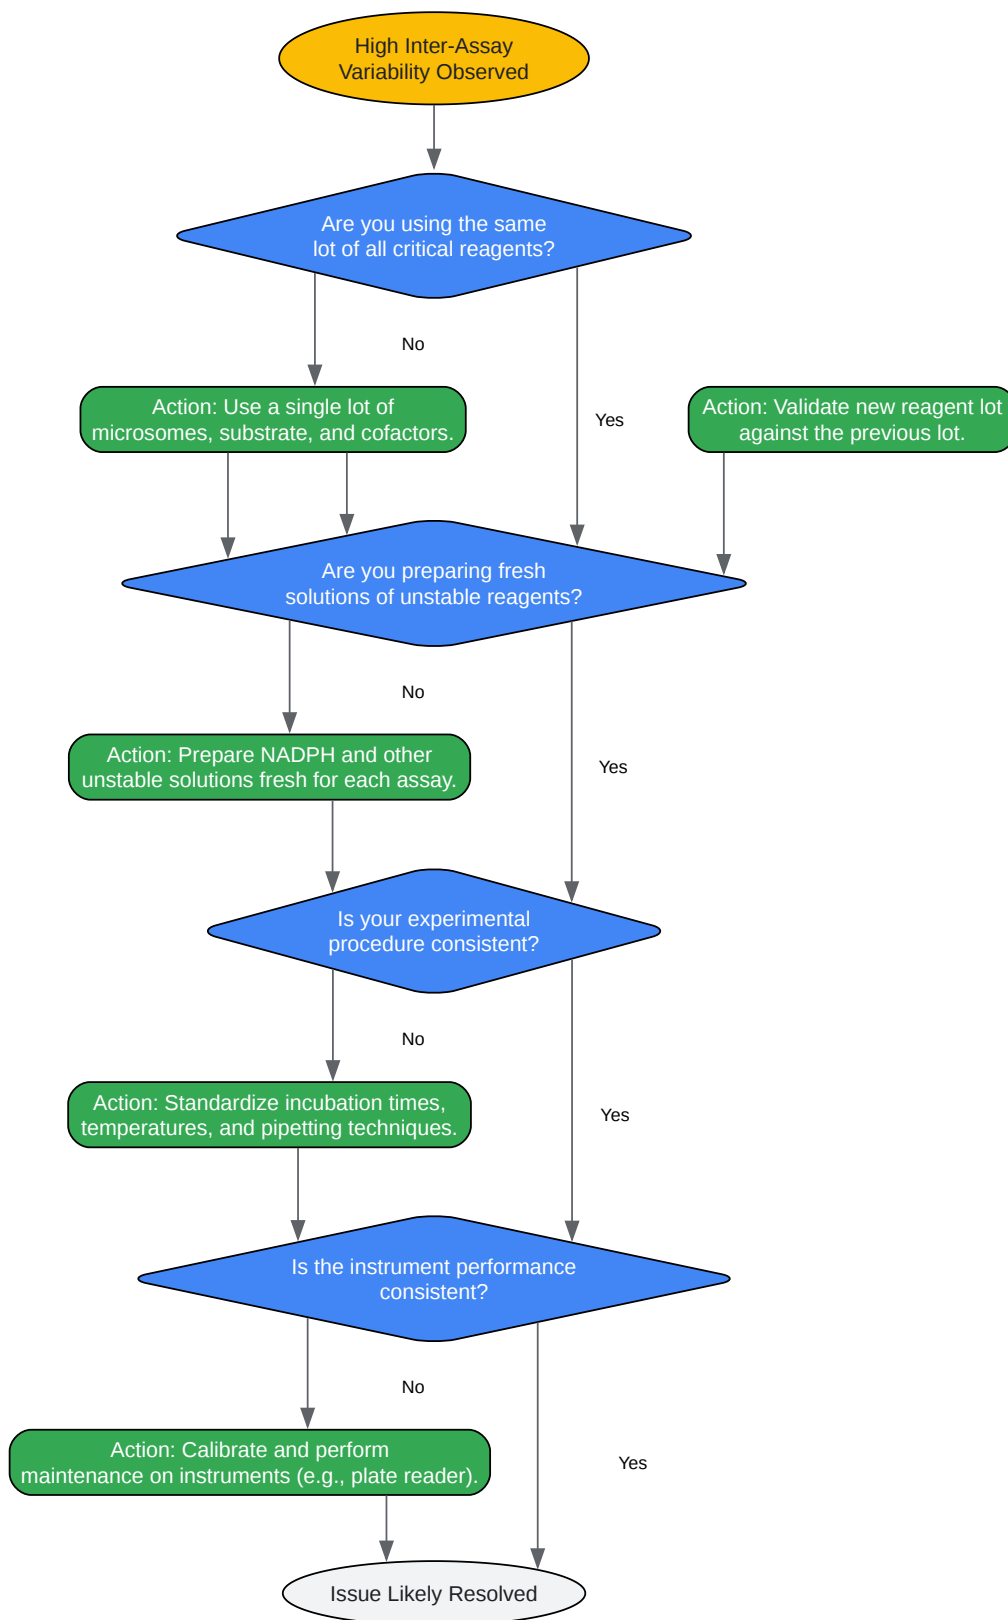 High Inter-Assay
Variability Observed
Are you using the same
lot of all critical reagents?
No
Yes
Action: Use a single lot of
microsomes, substrate, and cofactors.
Action: Validate new reagent lot
against the previous lot.
Are you preparing fresh
solutions of unstable reagents?
No
Yes
Action: Prepare NADPH and other
unstable solutions fresh for each assay.
Is your experimental
procedure consistent?
No
Yes
Action: Standardize incubation times,
temperatures, and pipetting techniques.
Is the instrument performance
consistent?
No
Yes
Action: Calibrate and perform
maintenance on instruments (e.g., plate reader).
Issue Likely Resolved